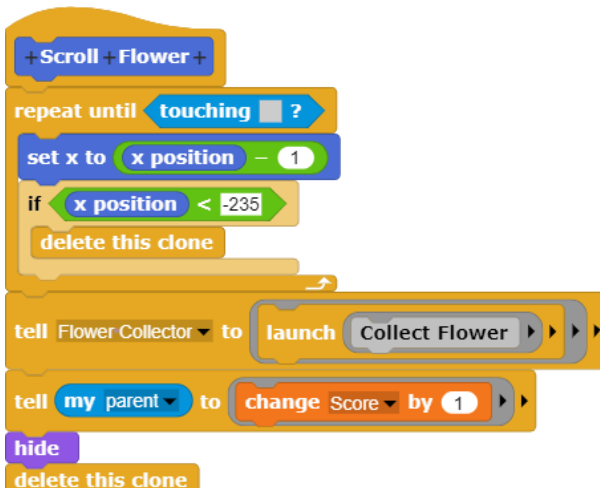 +Scroll+Flower+
repeat until touching ?
set x to x position − 1
if x position < -235
delete this clone
tell Flower Collector to launch Collect Flower
tell my parent to change Score by 1
hide
delete this clone